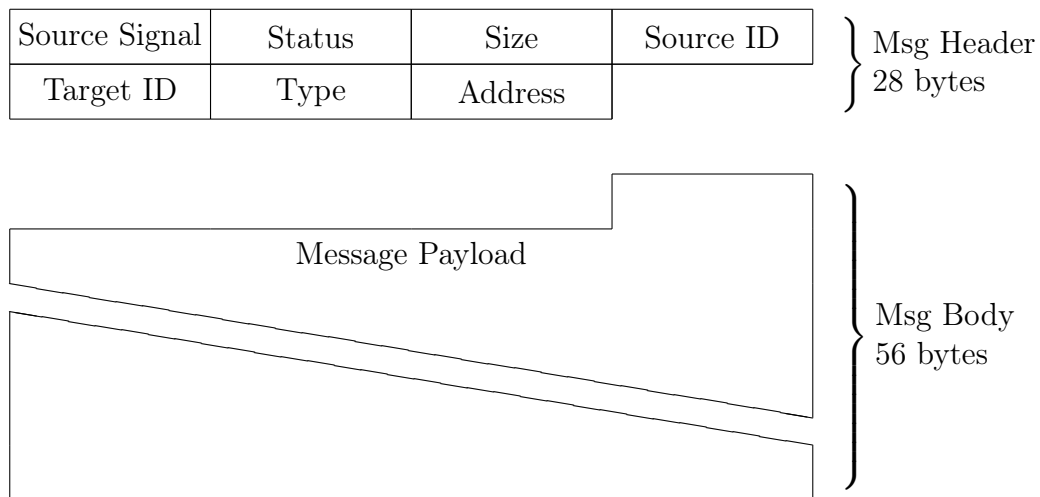 Source Signal Status Size Source ID
Target ID Type Address
Msg Header
28 bytes
Message Payload
Msg Body
56 bytes